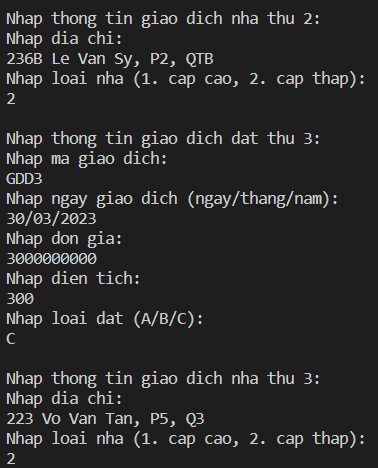 Nhap thong tin giao dich nha thu 2:
Nhap dia chi:
236B Le Van Sy, P2, QTB
Nhap loai nha (1. cap cao, 2. cap thap):
2
Nhap thong tin giao dich dat thu 3:
Nhap ma giao dich:
GDD3
Nhap ngay giao dich (ngay/thang/nam):
30/03/2023
Nhap don gia:
3000000000
Nhap dien tich:
300
Nhap loai dat (A/B/C):
C
Nhap thong tin giao dich nha thu 3:
Nhap dia chi:
223 Vo Van Tan, P5, Q3
Nhap loai nha (1. cap cao, 2. cap thap):
2